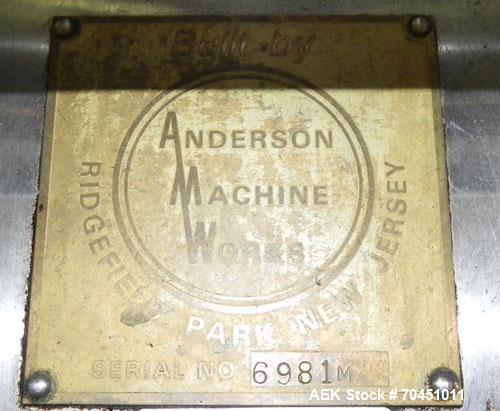 Built by
ANDERSON
MACHINE
WORKS
RIDGEFIELD PARK NEW JERSEY
SERIAL NO 6981M
AEK Stock# 70451011